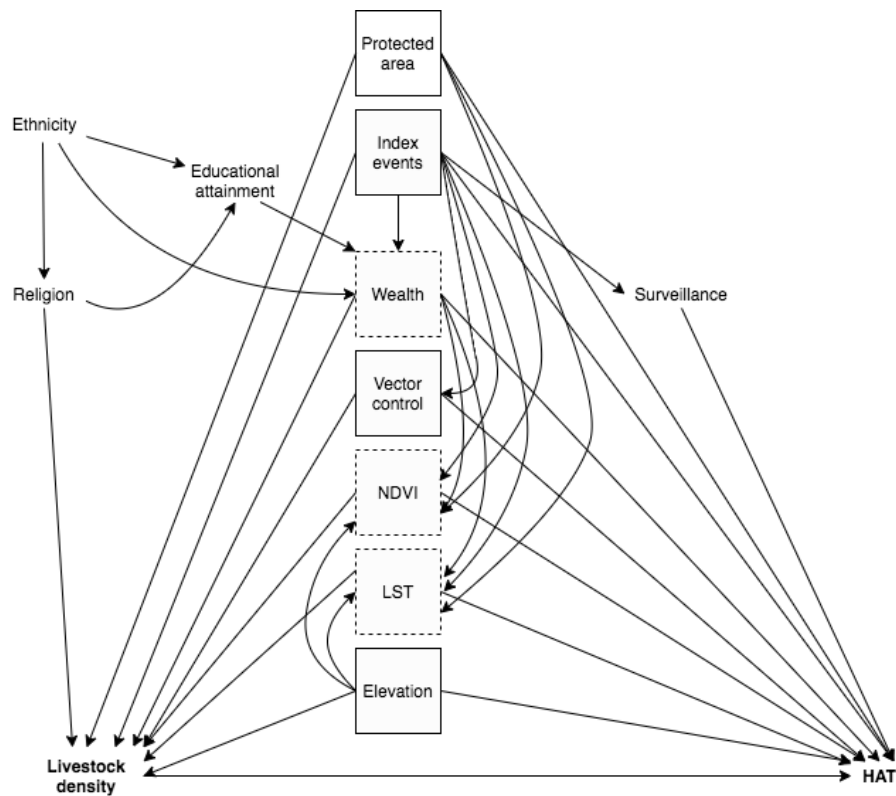 Protected
area
Ethnicity
Index
events
Educational
attainment
Religion
Wealth
Surveillance
Vector
control
NDVI
LST
Elevation
Livestock
density
HAT